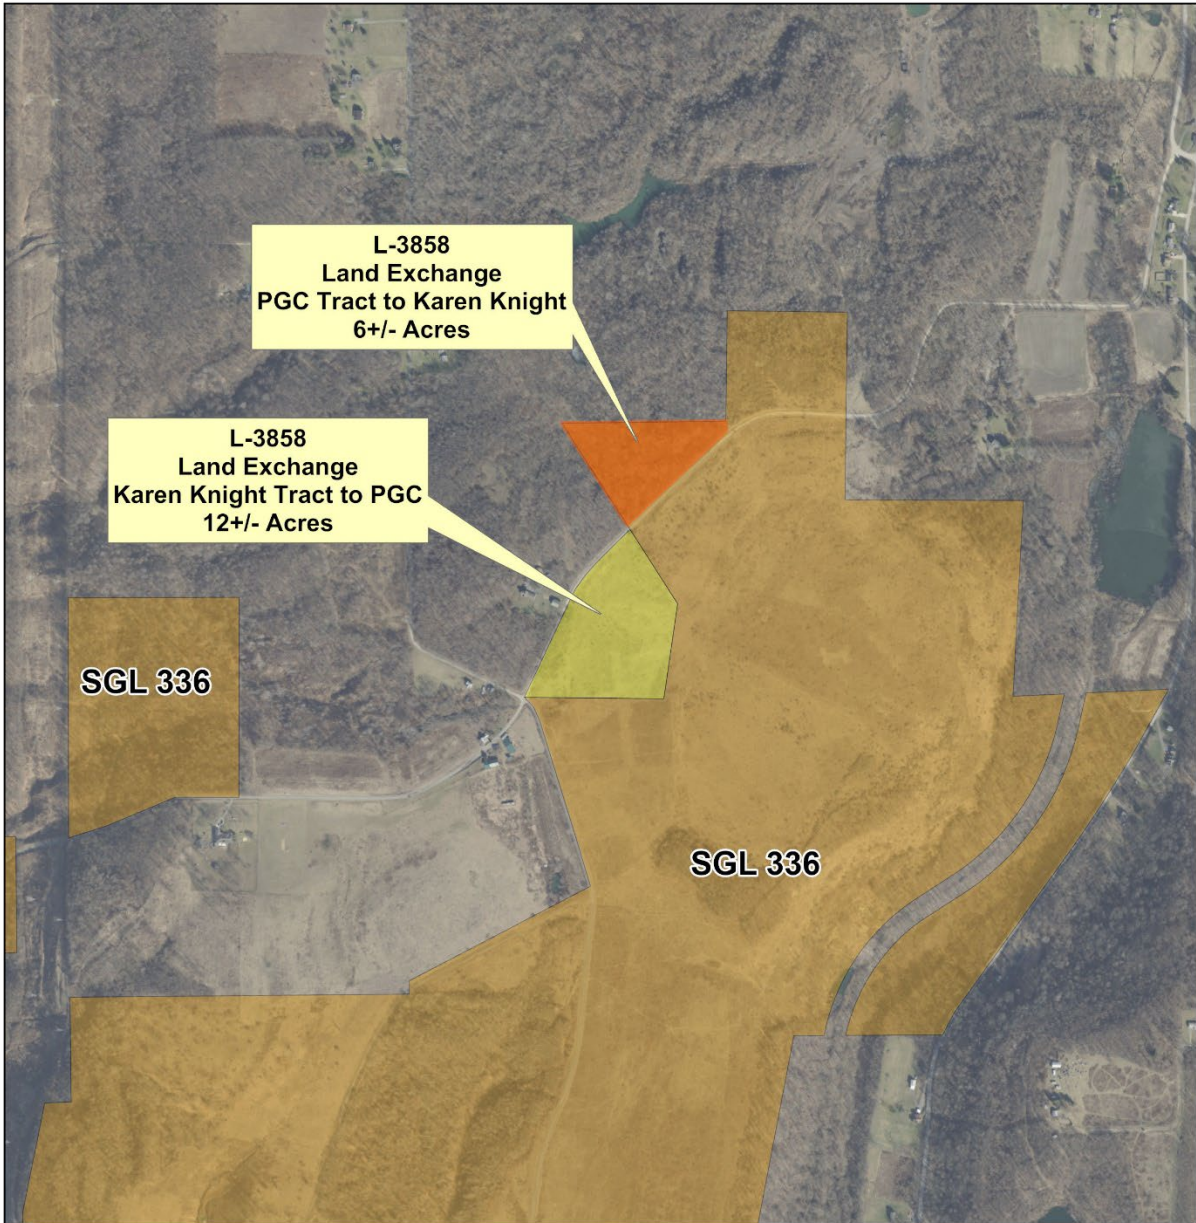 L-3858
Land Exchange
PGC Tract to Karen Knight
6+/- Acres
L-3858
Land Exchange
Karen Knight Tract to PGC
12+/- Acres
SGL 336
SGL 336